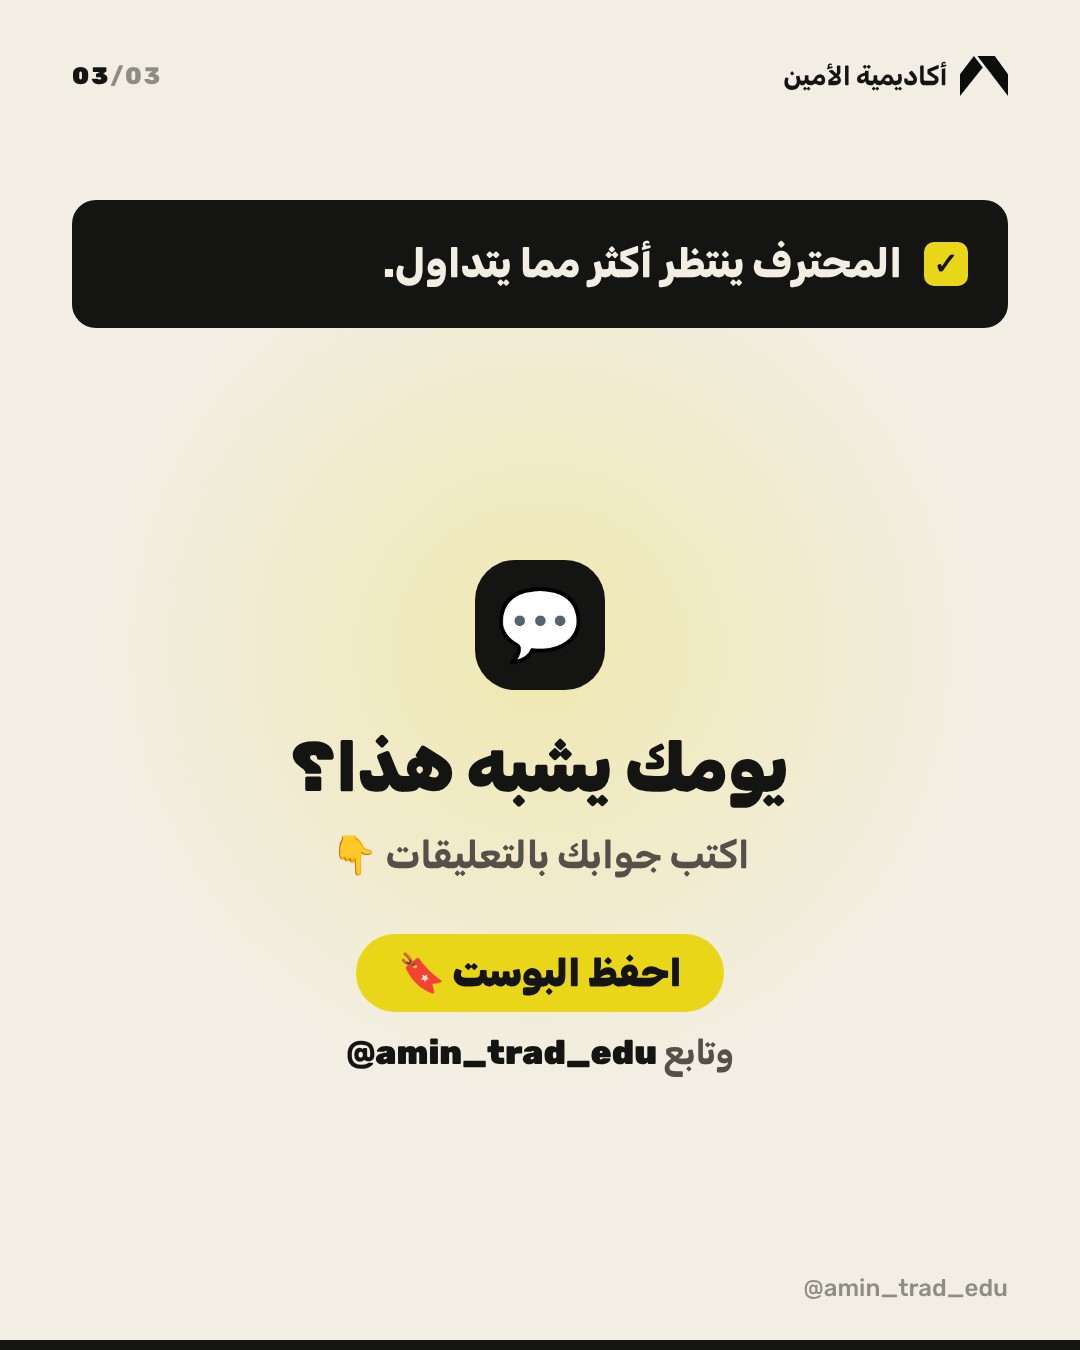 أكاديمية الأمين
03/03
✓ المحترف ينتظر أكثر مما يتداول.
يومك يشبه هذا؟
اكتب جوابك بالتعليقات 👇
احفظ البوست 🔖
وتابع @amin_trad_edu
@amin_trad_edu